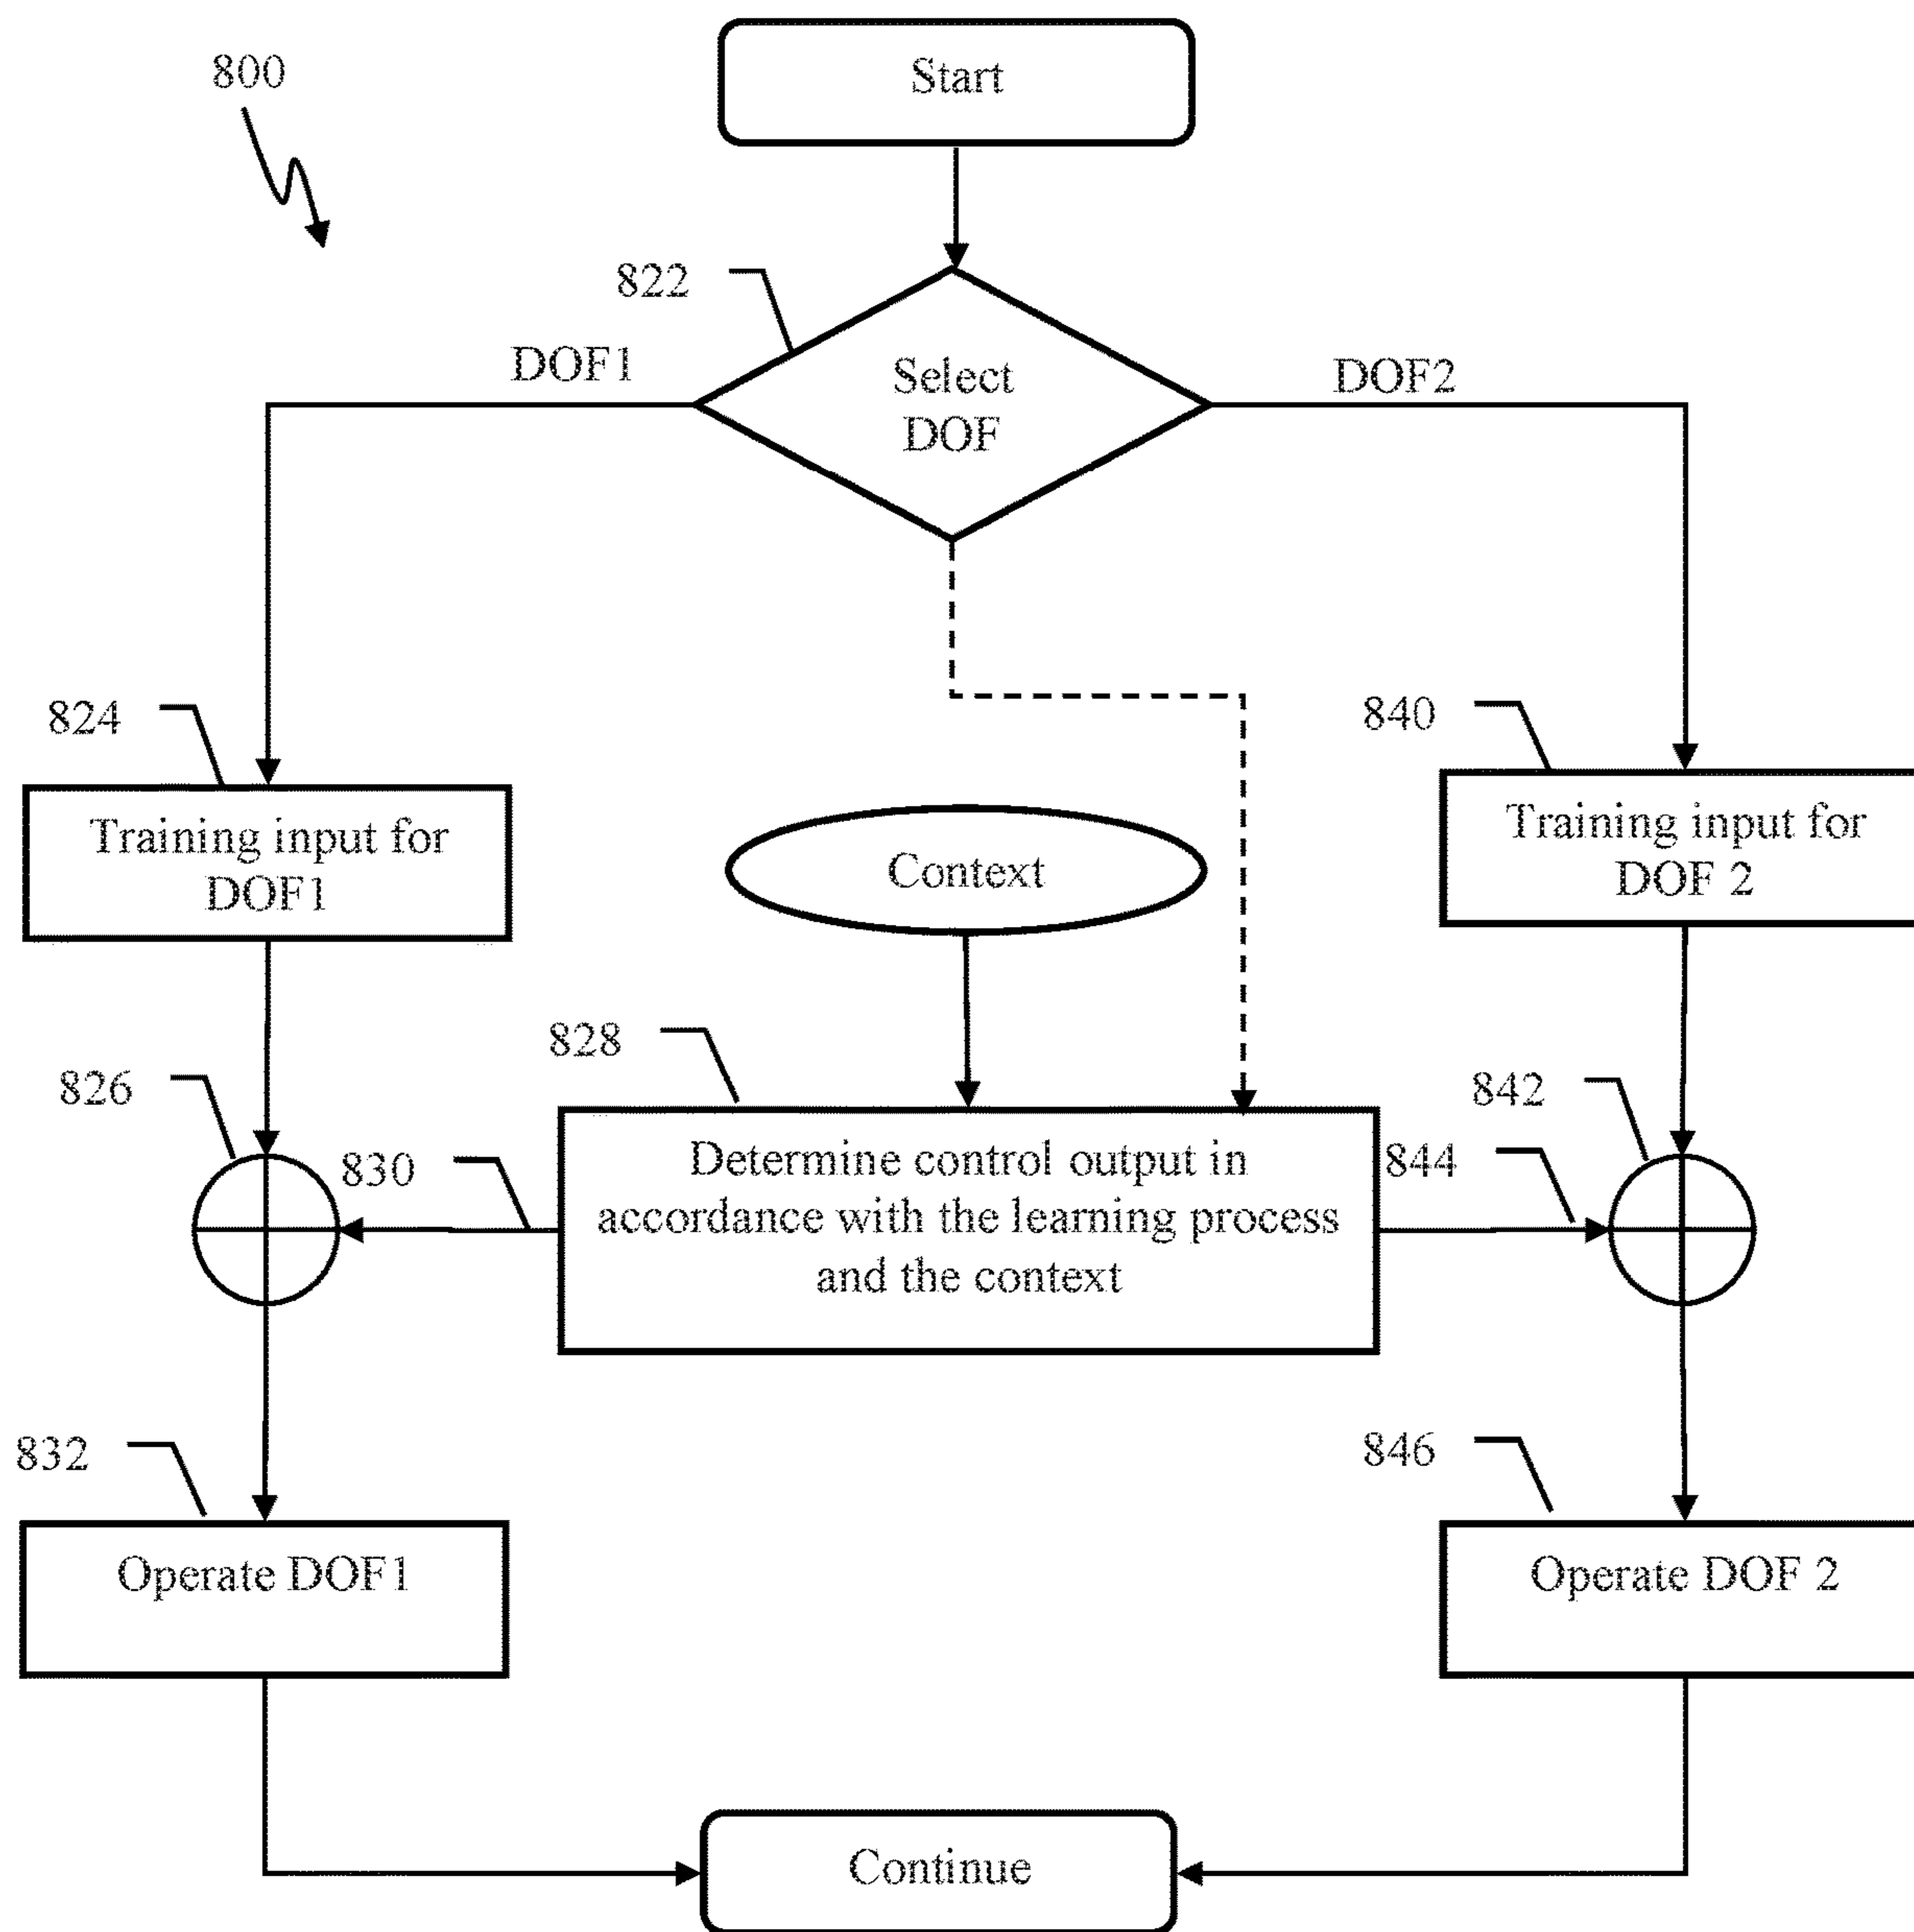 Start
800
822
DOF1
Select
DOF
DOF2
824
840
Training input for
DOF1
Context
Training input for
DOF 2
828
826
842
830
Determine control output in
accordance with the learning process
and the context
844
832
846
Operate DOF1
Operate DOF 2
Continue